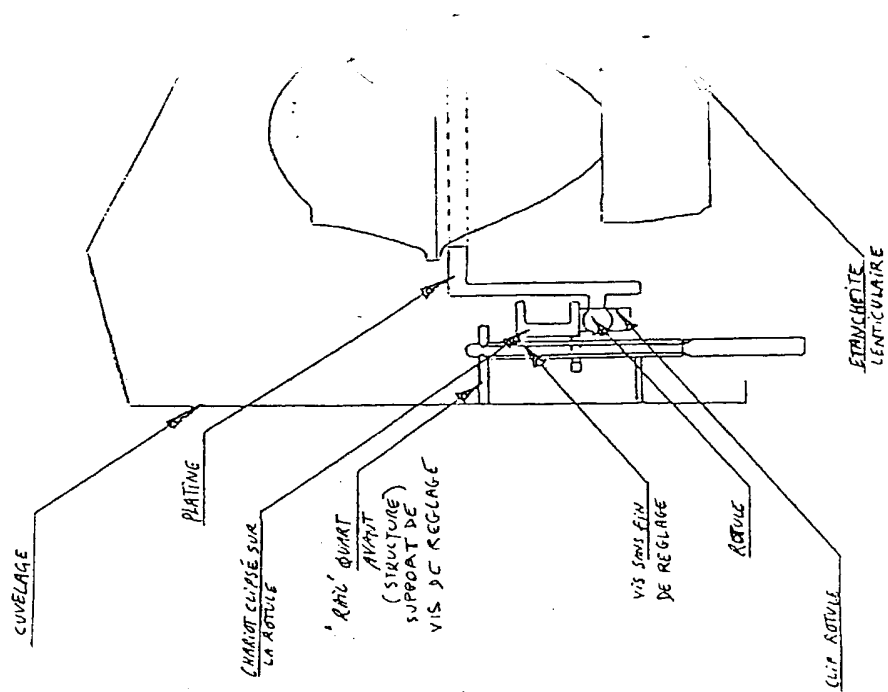 CUVELAGE
PLATINE
CHARIOT CLIPSÉ SUR
LA ROTULE
'RAIL' QUART
AVANT
(STRUCTURE)
SUPPORT DE
VIS DE REGLAGE
VIS SANS FIN
DE REGLAGE
ROTULE
CLIP ROTULE
ETANCHEITE
LENTICULAIRE